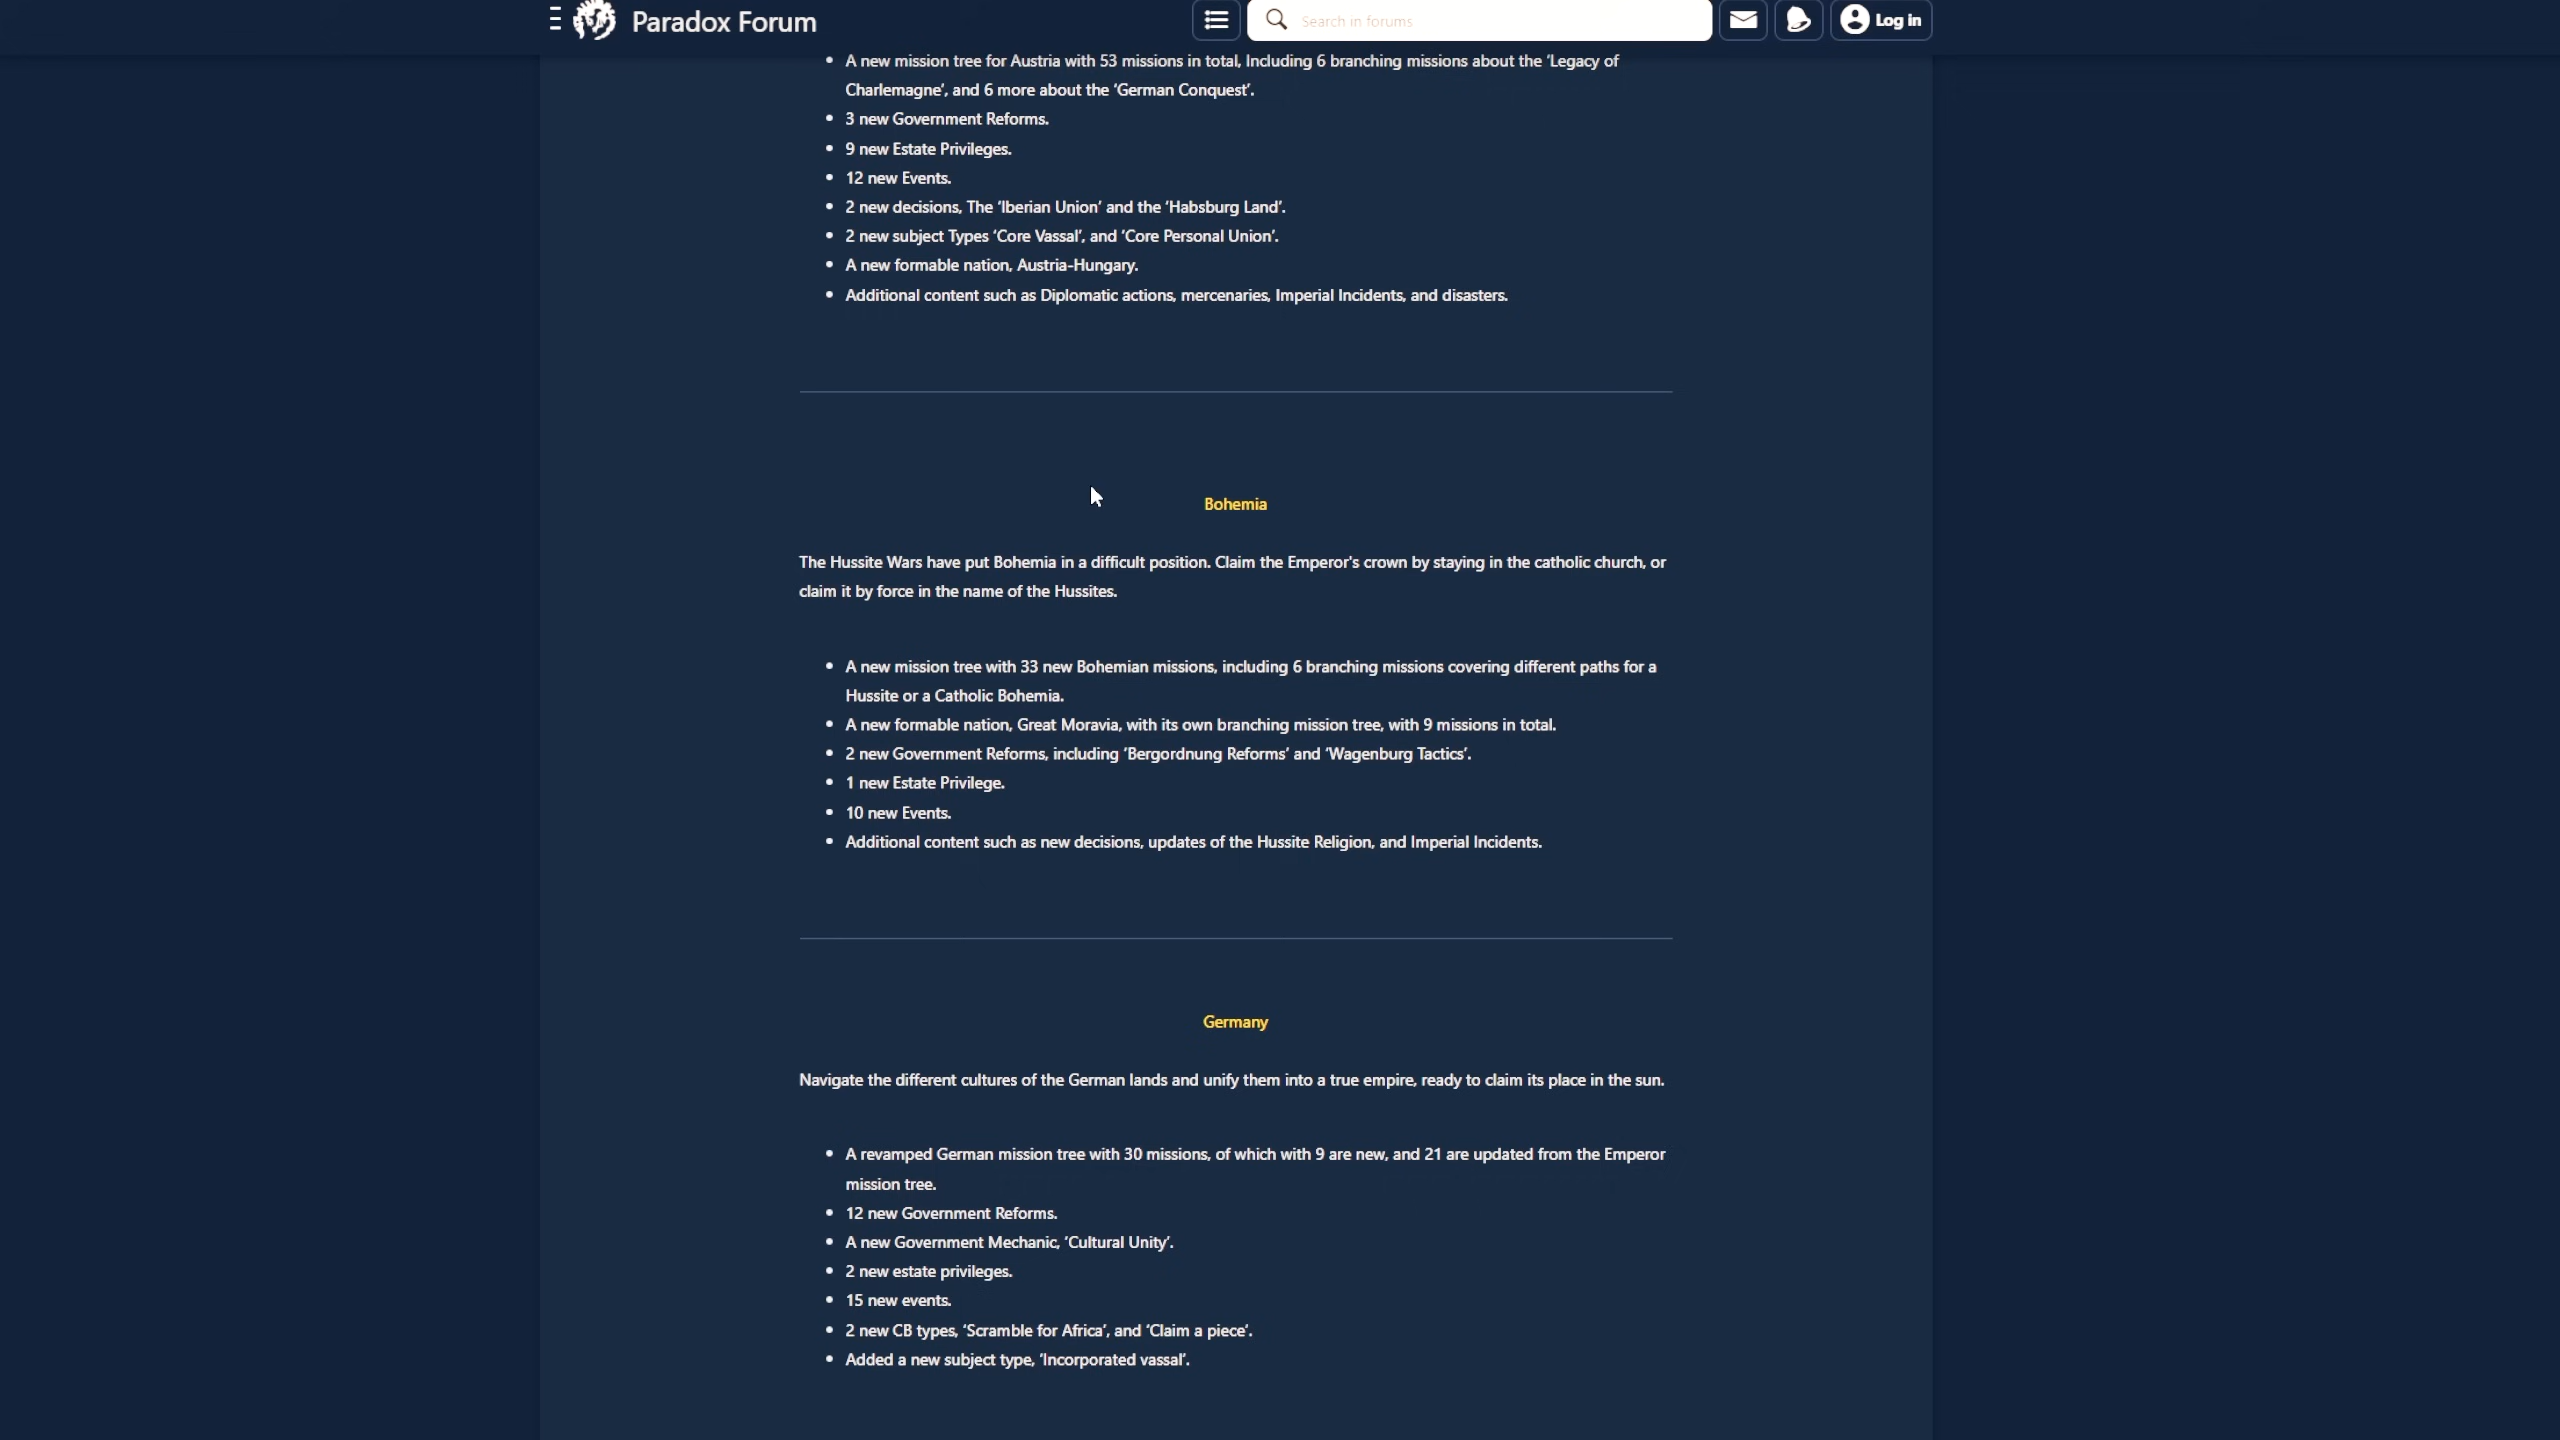 Paradox Forum
Search in forums
Log in
A new mission tree for Austria with 53 missions in total, Including 6 branching missions about the ‘Legacy of
Charlemagne’, and 6 more about the ‘German Conquest’.
3 new Government Reforms.
9 new Estate Privileges.
12 new Events.
2 new decisions, The ‘Iberian Union’ and the ‘Habsburg Land’.
2 new subject Types ‘Core Vassal’, and ‘Core Personal Union’.
A new formable nation, Austria-Hungary.
Additional content such as Diplomatic actions, mercenaries, Imperial Incidents, and disasters.
Bohemia
The Hussite Wars have put Bohemia in a difficult position. Claim the Emperor's crown by staying in the catholic church, or
claim it by force in the name of the Hussites.
A new mission tree with 33 new Bohemian missions, including 6 branching missions covering different paths for a
Hussite or a Catholic Bohemia.
A new formable nation, Great Moravia, with its own branching mission tree, with 9 missions in total.
2 new Government Reforms, including ‘Bergordnung Reforms’ and ‘Wagenburg Tactics’.
1 new Estate Privilege.
10 new Events.
Additional content such as new decisions, updates of the Hussite Religion, and Imperial Incidents.
Germany
Navigate the different cultures of the German lands and unify them into a true empire, ready to claim its place in the sun.
A revamped German mission tree with 30 missions, of which with 9 are new, and 21 are updated from the Emperor
mission tree.
12 new Government Reforms.
A new Government Mechanic, ‘Cultural Unity’.
2 new estate privileges.
15 new events.
2 new CB types, ‘Scramble for Africa’, and ‘Claim a piece’.
Added a new subject type, ‘Incorporated vassal’.